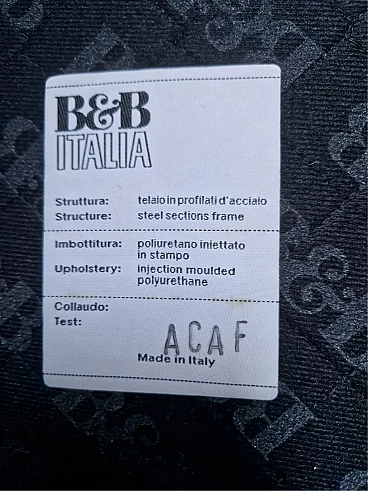 B&B
ITALIA
Struttura: telaio in profilati d'acciaio
Structure: steel sections frame
Imbottitura: poliuretano iniettato
in stampo
Upholstery: injection moulded
polyurethane
Collaudo:
Test:
ACAF
Made in Italy